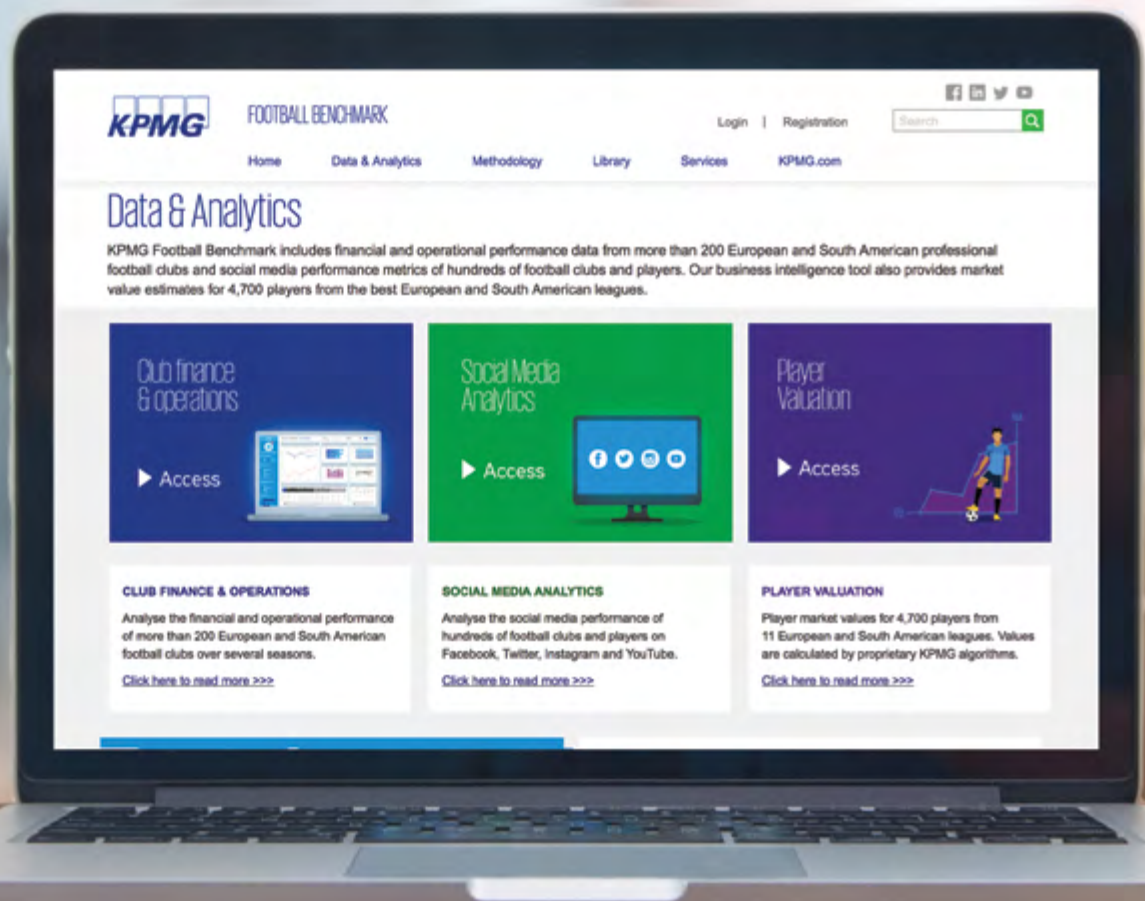 KPMG
FOOTBALL BENCHMARK
Login | Registration
Search
Home Data & Analytics Methodology Library Services KPMG.com
Data & Analytics
KPMG Football Benchmark includes financial and operational performance data from more than 200 European and South American professional
football clubs and social media performance metrics of hundreds of football clubs and players. Our business intelligence tool also provides market
value estimates for 4,700 players from the best European and South American leagues.
Club finance
& operations
Access
Social Media
Analytics
Access
Player
Valuation
Access
CLUB FINANCE & OPERATIONS
Analyse the financial and operational performance
of more than 200 European and South American
football clubs over several seasons.
Click here to read more >>>
SOCIAL MEDIA ANALYTICS
Analyse the social media performance of
hundreds of football clubs and players on
Facebook, Twitter, Instagram and YouTube.
Click here to read more >>>
PLAYER VALUATION
Player market values for 4,700 players from
11 European and South American leagues. Values
are calculated by proprietary KPMG algorithms.
Click here to read more >>>